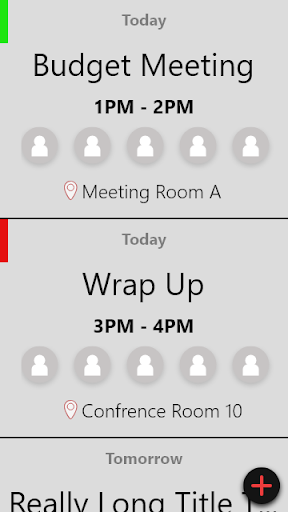 Today
Budget Meeting
1PM - 2PM
Meeting Room A
Today
Wrap Up
3PM - 4PM
Confrence Room 10
Tomorrow
Really Long Title T...